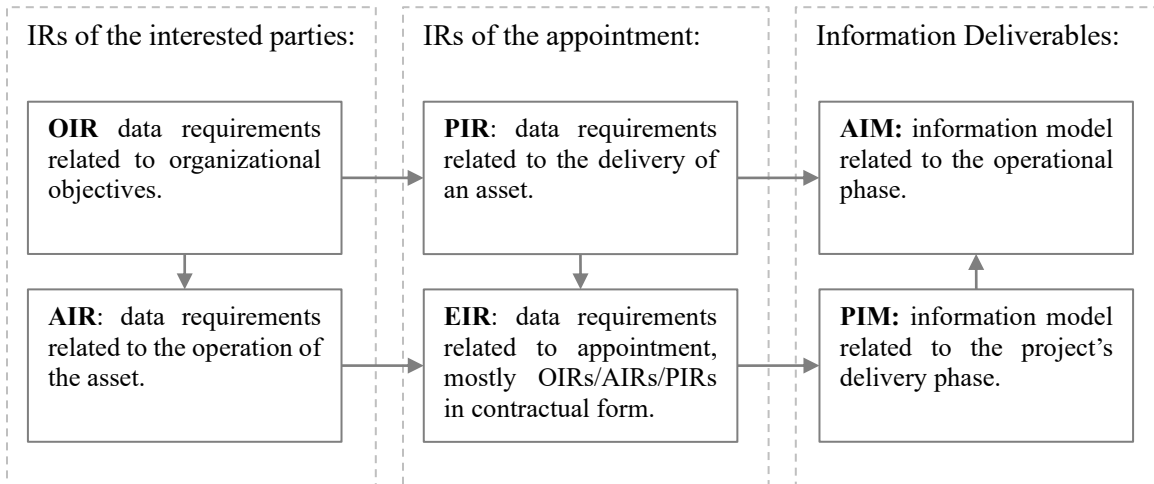 IRs of the interested parties:
OIR data requirements
related to organizational
objectives.
AIR: data requirements
related to the operation of
the asset.
IRs of the appointment:
PIR: data requirements
related to the delivery of
an asset.
EIR: data requirements
related to appointment,
mostly OIRs/AIRs/PIRs
in contractual form.
Information Deliverables:
AIM: information model
related to the operational
phase.
PIM: information model
related to the project’s
delivery phase.